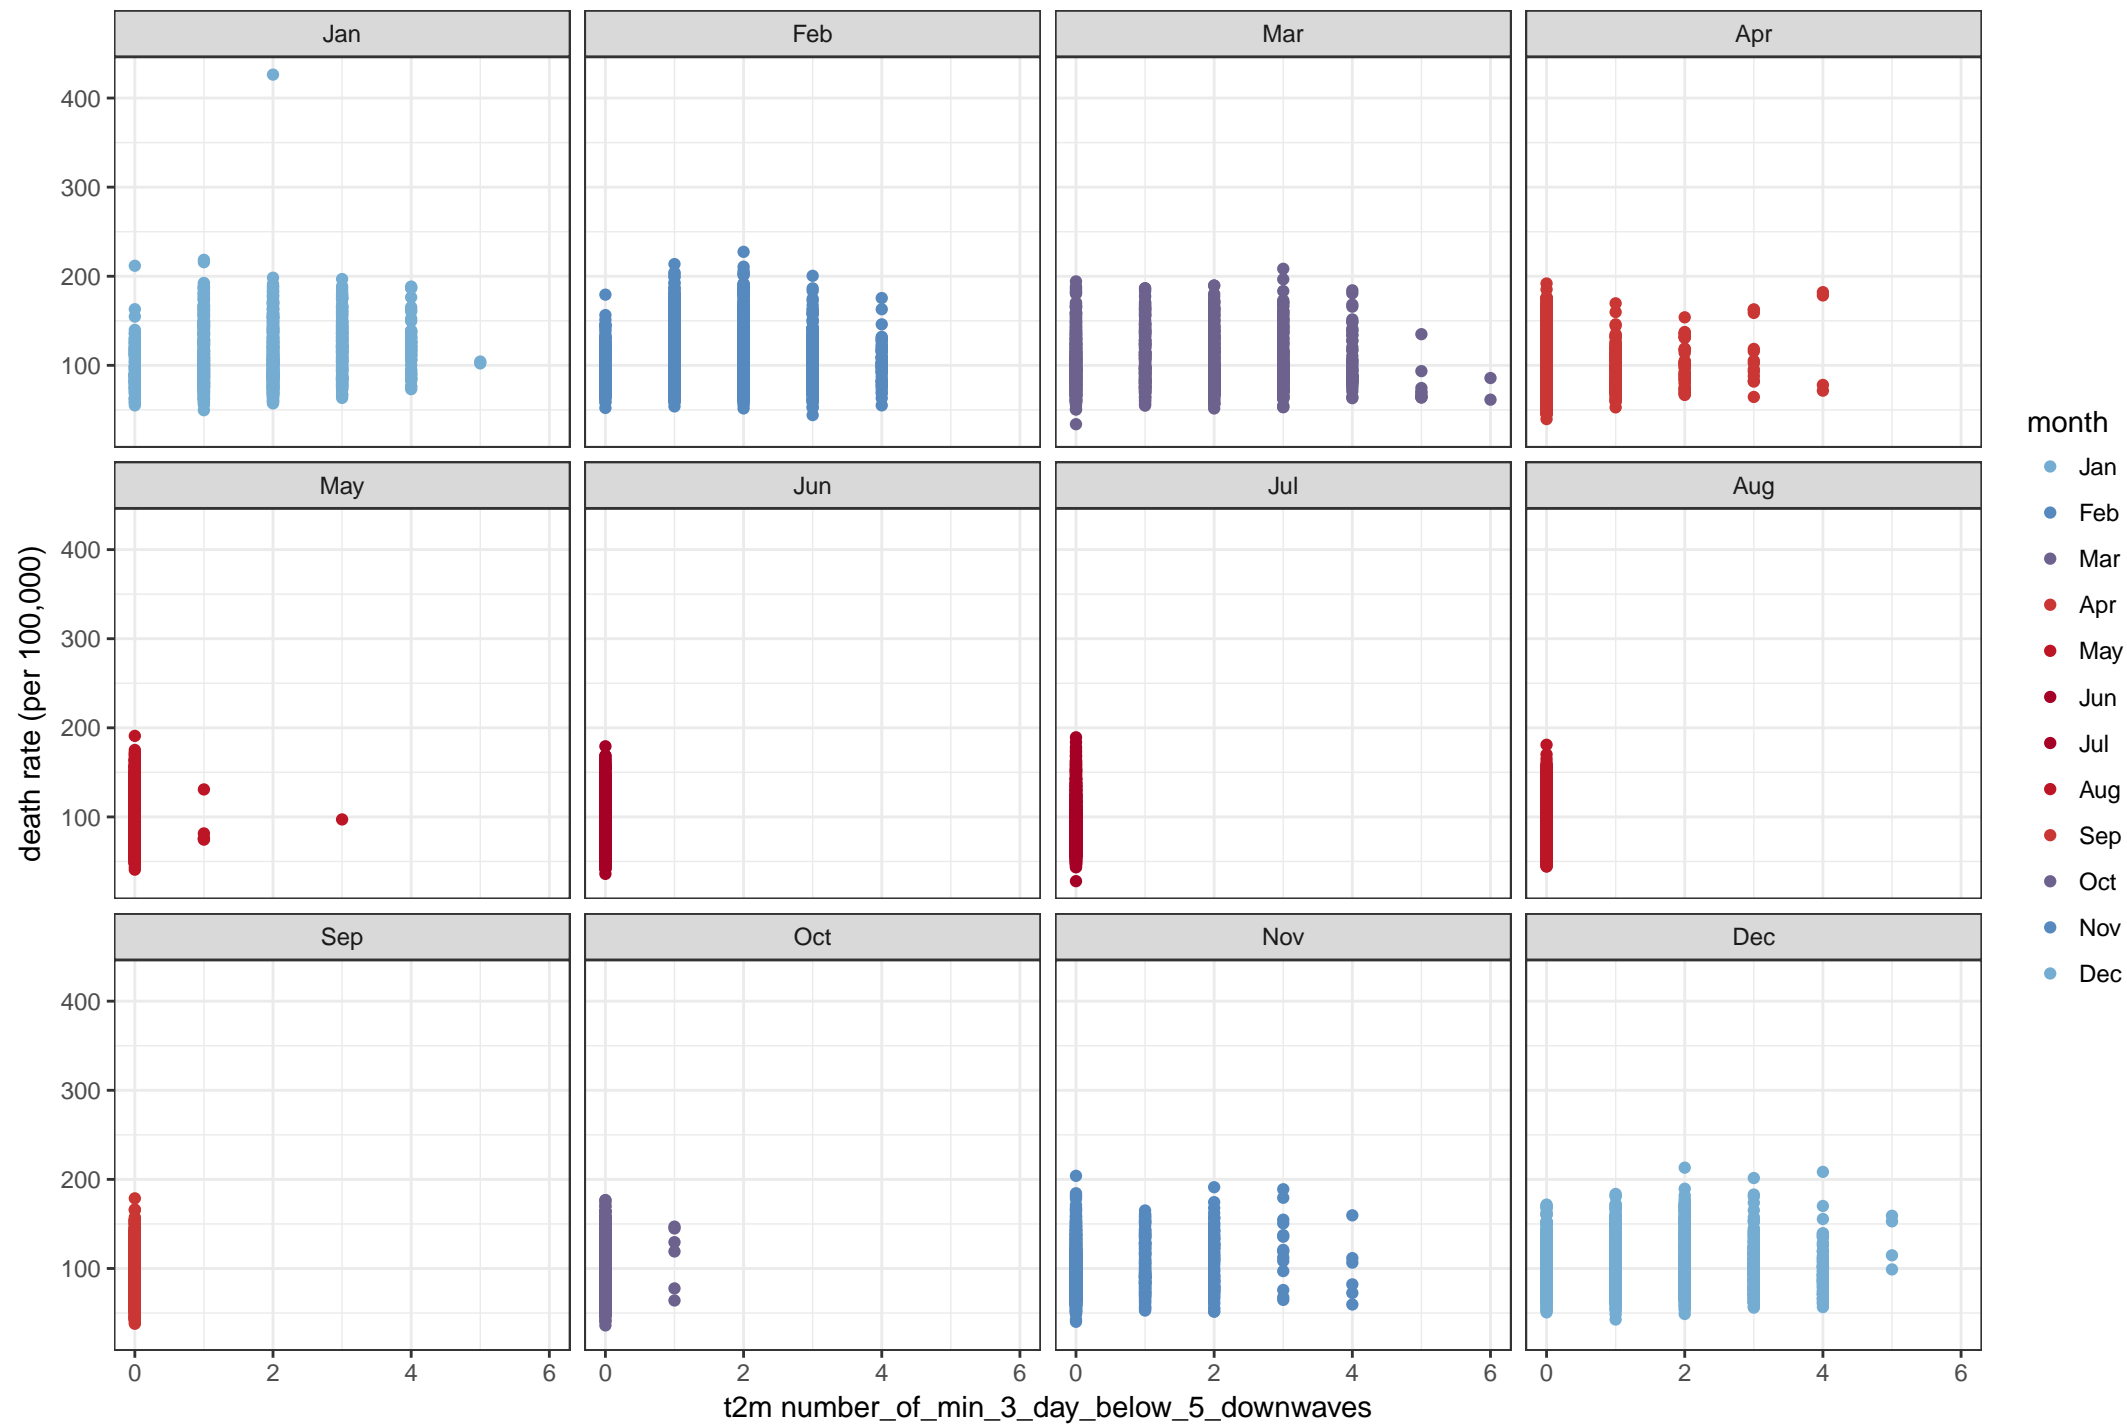 Jan Feb Mar Apr
400
300
200
100
month
Jan
Feb
Mar
Apr
May
Jun
Jul
Aug
Sep
Oct
Nov
Dec
May Jun Jul Aug
400
300
200
100
death rate (per 100,000)
Sep Oct Nov Dec
400
300
200
100
0 2 4 6 0 2 4 6 0 2 4 6 0 2 4 6
t2m number_of_min_3_day_below_5_downwaves